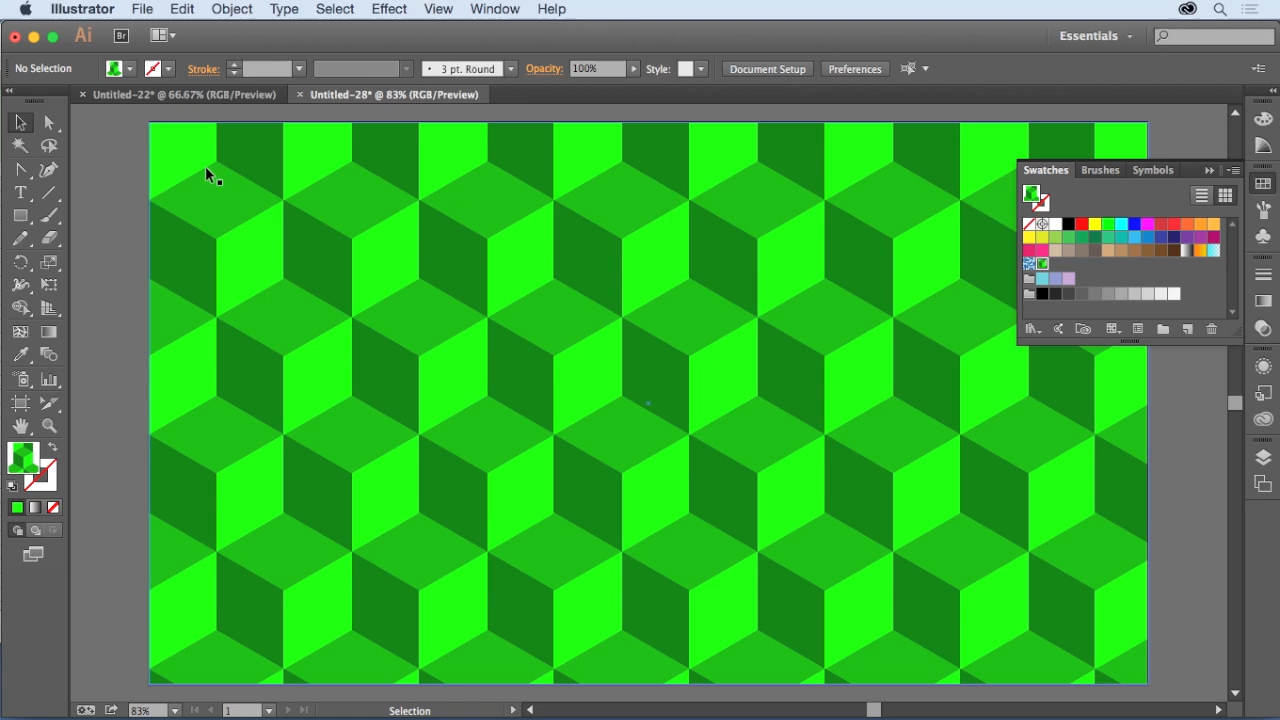 Illustrator File Edit Object Type Select Effect View Window Help
Ai Br Essentials
No Selection Stroke: 3 pt. Round Opacity: 100% Style: Document Setup Preferences
× Untitled-22* @ 66.67% (RGB/Preview) × Untitled-28* @ 83% (RGB/Preview)
Swatches Brushes Symbols
T
83% 1 Selection